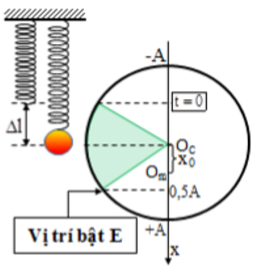 -A
t = 0
Δl
O_C
x_0
O_m
0,5A
+A
Vị trí bật E
x